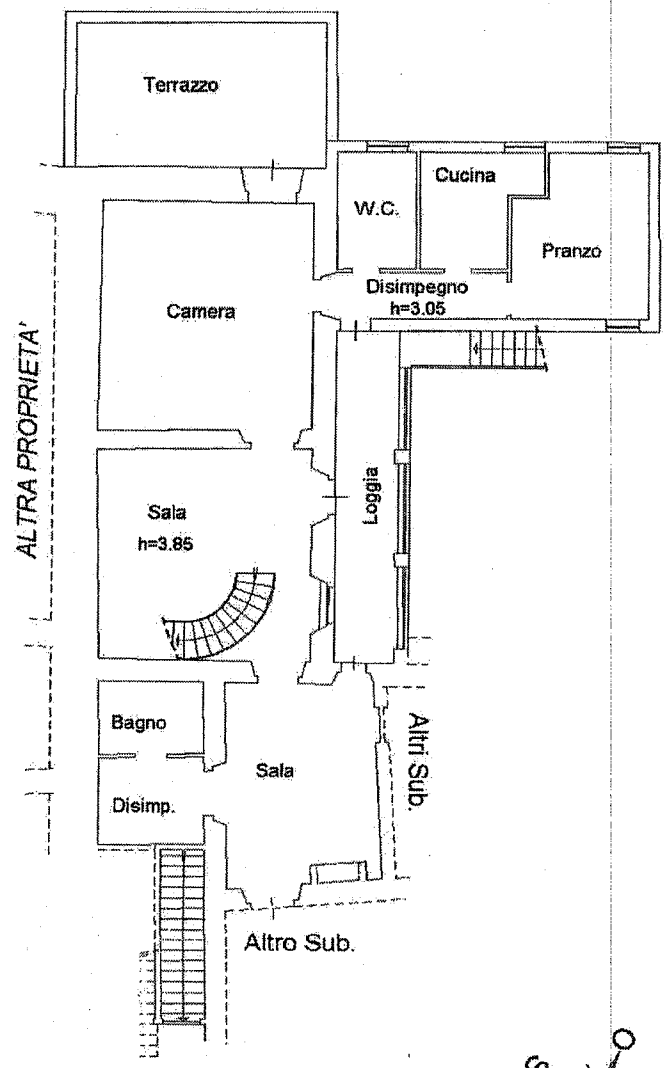 Terrazzo
Cucina
W.C.
Pranzo
Disimpegno
h=3.05
Camera
ALTRA PROPRIETA'
Loggia
Sala
h=3.85
Bagno
Sala
Altri Sub.
Disimp.
Altro Sub.
O
S